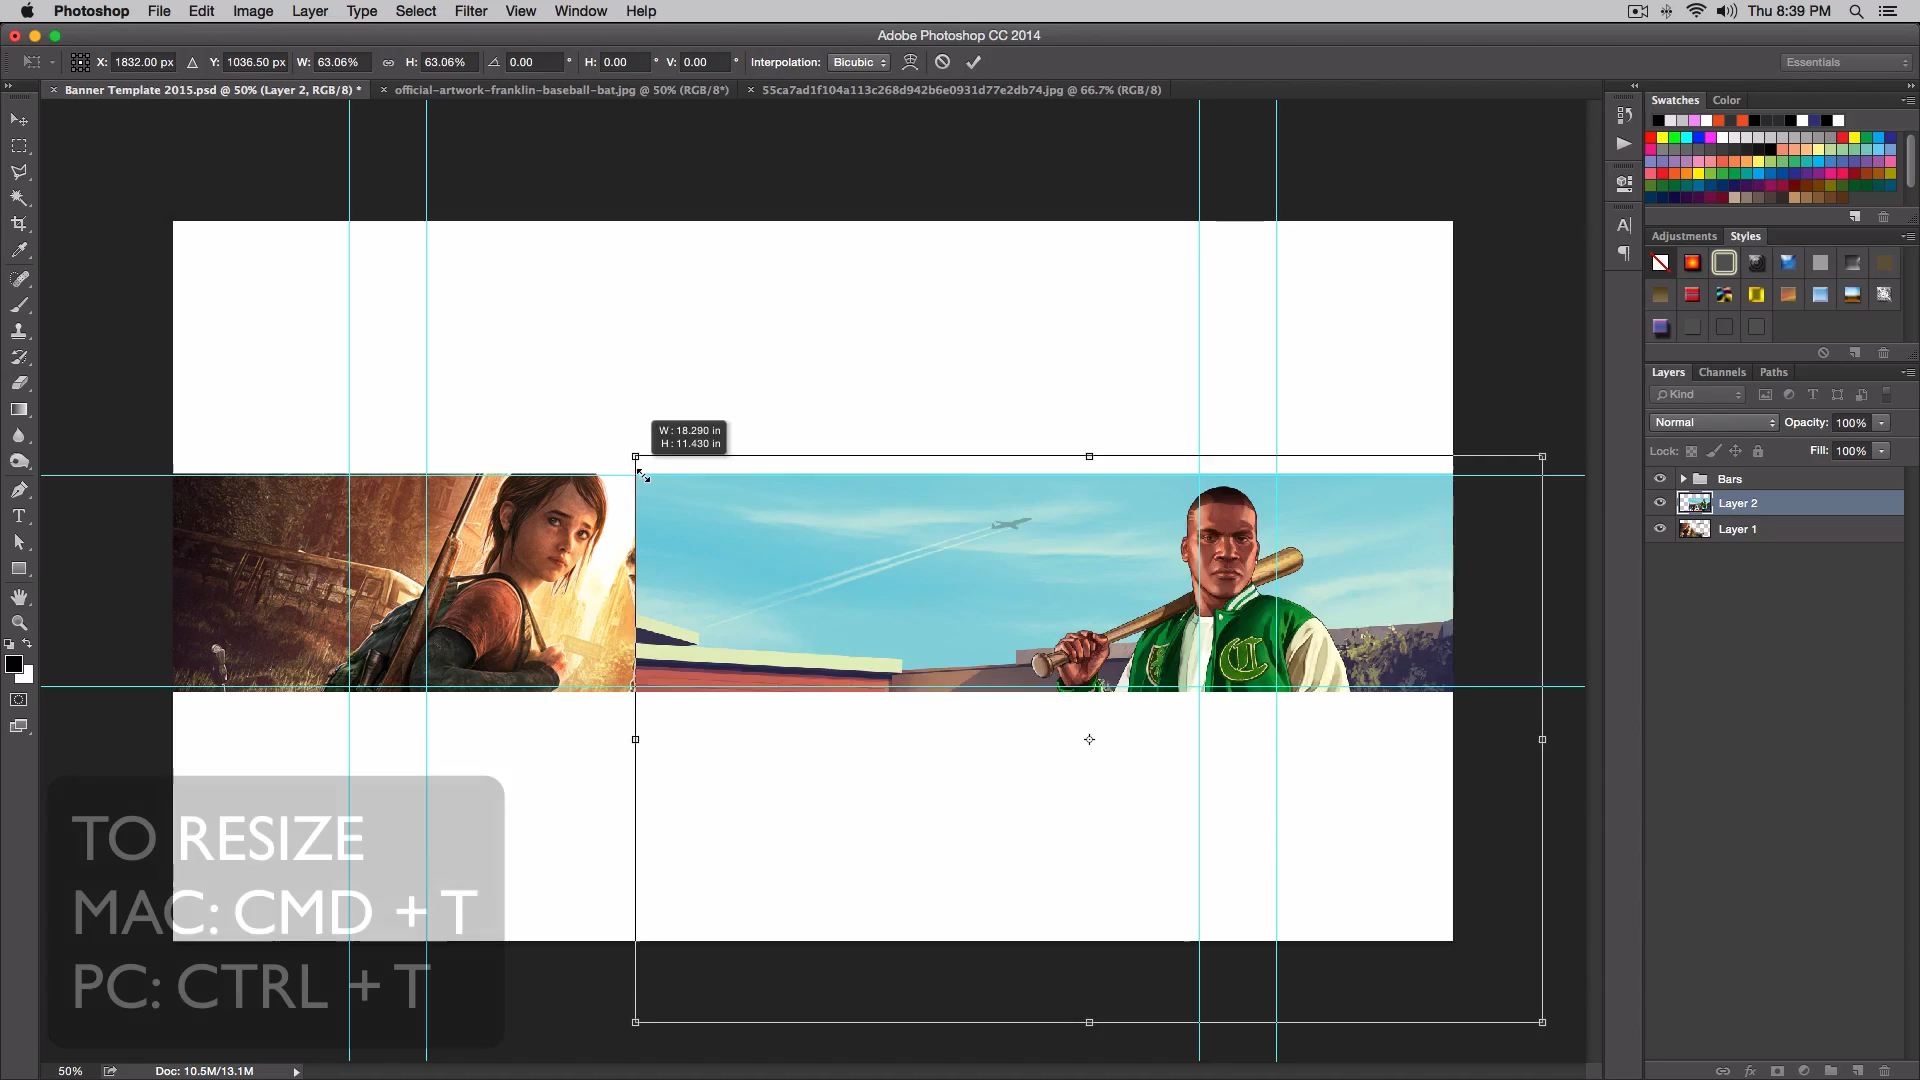 Photoshop File Edit Image Layer Type Select Filter View Window Help Thu 8:39 PM
Adobe Photoshop CC 2014
X: 1832.00 px Y: 1036.50 px W: 63.06% H: 63.06% 0.00 ° H: 0.00 ° V: 0.00 ° Interpolation: Bicubic Essentials
Banner Template 2015.psd @ 50% (Layer 2, RGB/8) * official-artwork-franklin-baseball-bat.jpg @ 50% (RGB/8*) 55ca7ad1f104a113c268d942b6e0931d77e2db74.jpg @ 66.7% (RGB/8)
Swatches Color
Adjustments Styles
Layers Channels Paths
Kind
Normal Opacity: 100%
Lock: Fill: 100%
Bars
Layer 2
Layer 1
W: 18.290 in
H: 11.430 in
TO RESIZE
MAC: CMD + T
PC: CTRL + T
50% Doc: 10.5M/13.1M